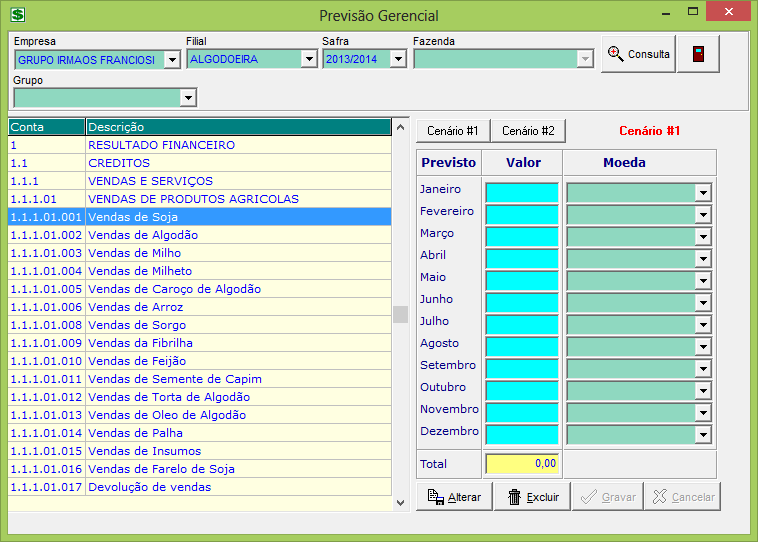 Previsão Gerencial
Empresa Filial Safra Fazenda
GRUPO IRMAOS FRANCIOSI ALGODOEIRA 2013/2014 Consulta
Grupo
Conta Descrição
1 RESULTADO FINANCEIRO
1.1 CREDITOS
1.1.1 VENDAS E SERVIÇOS
1.1.1.01 VENDAS DE PRODUTOS AGRICOLAS
1.1.1.01.001 Vendas de Soja
1.1.1.01.002 Vendas de Algodão
1.1.1.01.003 Vendas de Milho
1.1.1.01.004 Vendas de Milheto
1.1.1.01.005 Vendas de Caroço de Algodão
1.1.1.01.006 Vendas de Arroz
1.1.1.01.008 Vendas de Sorgo
1.1.1.01.009 Vendas da Fibrilha
1.1.1.01.010 Vendas de Feijão
1.1.1.01.011 Vendas de Semente de Capim
1.1.1.01.012 Vendas de Torta de Algodão
1.1.1.01.013 Vendas de Oleo de Algodão
1.1.1.01.014 Vendas de Palha
1.1.1.01.015 Vendas de Insumos
1.1.1.01.016 Vendas de Farelo de Soja
1.1.1.01.017 Devolução de vendas
Cenário #1 Cenário #2 Cenário #1
Previsto Valor Moeda
Janeiro
Fevereiro
Março
Abril
Maio
Junho
Julho
Agosto
Setembro
Outubro
Novembro
Dezembro
Total 0,00
Alterar Excluir Gravar Cancelar